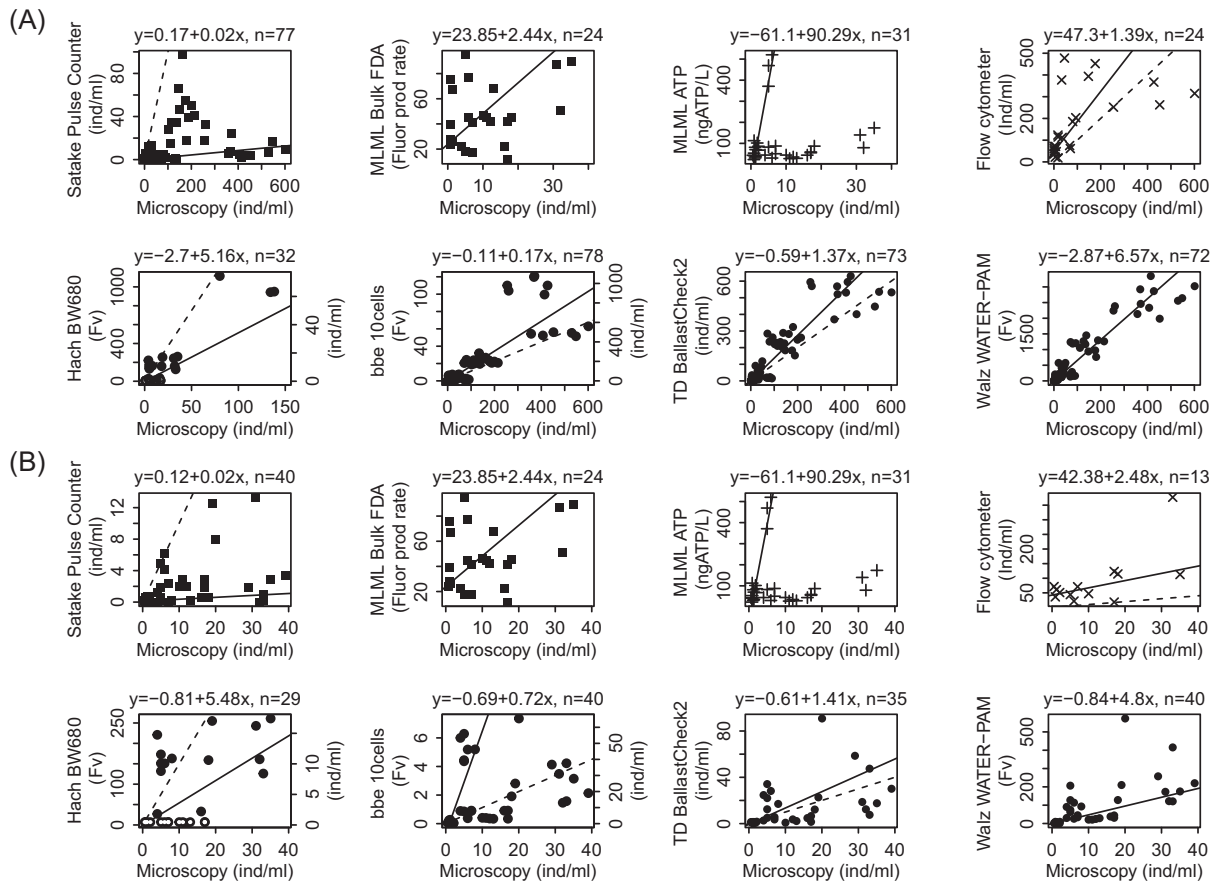 (A)
y=0.17+0.02x, n=77
y=23.85+2.44x, n=24
y=−61.1+90.29x, n=31
y=47.3+1.39x, n=24
Satake Pulse Counter
(ind/ml)
0 40 80
0 200 400 600
Microscopy (ind/ml)
MLML Bulk FDA
(Fluor prod rate)
20 60
0 10 30
Microscopy (ind/ml)
MLML ATP
(ngATP/L)
100 400
0 10 30
Microscopy (ind/ml)
Flow cytometer
(Ind/ml)
0 200 500
0 200 400 600
Microscopy (ind/ml)
y=−2.7+5.16x, n=32
y=−0.11+0.17x, n=78
y=−0.59+1.37x, n=73
y=−2.87+6.57x, n=72
Hach BW680
(Fv)
0 400 1000
0 40
(ind/ml)
0 50 100 150
Microscopy (ind/ml)
bbe 10cells
(Fv)
0 40 100
0 400 1000
(ind/ml)
0 200 400 600
Microscopy (ind/ml)
TD BallastCheck2
(ind/ml)
0 300 600
0 200 400 600
Microscopy (ind/ml)
Walz WATER−PAM
(Fv)
0 1500
0 200 400 600
Microscopy (ind/ml)
(B)
y=0.12+0.02x, n=40
y=23.85+2.44x, n=24
y=−61.1+90.29x, n=31
y=42.38+2.48x, n=13
Satake Pulse Counter
(ind/ml)
0 4 8 12
0 10 20 30 40
Microscopy (ind/ml)
MLML Bulk FDA
(Fluor prod rate)
20 60
0 10 20 30 40
Microscopy (ind/ml)
MLML ATP
(ngATP/L)
100 400
0 10 20 30 40
Microscopy (ind/ml)
Flow cytometer
(Ind/ml)
50 200
0 10 20 30 40
Microscopy (ind/ml)
y=−0.81+5.48x, n=29
y=−0.69+0.72x, n=40
y=−0.61+1.41x, n=35
y=−0.84+4.8x, n=40
Hach BW680
(Fv)
0 100 250
0 5 10
(ind/ml)
0 10 20 30 40
Microscopy (ind/ml)
bbe 10cells
(Fv)
0 2 4 6
0 20 50
(ind/ml)
0 10 20 30 40
Microscopy (ind/ml)
TD BallastCheck2
(ind/ml)
0 40 80
0 10 20 30 40
Microscopy (ind/ml)
Walz WATER−PAM
(Fv)
0 200 500
0 10 20 30 40
Microscopy (ind/ml)